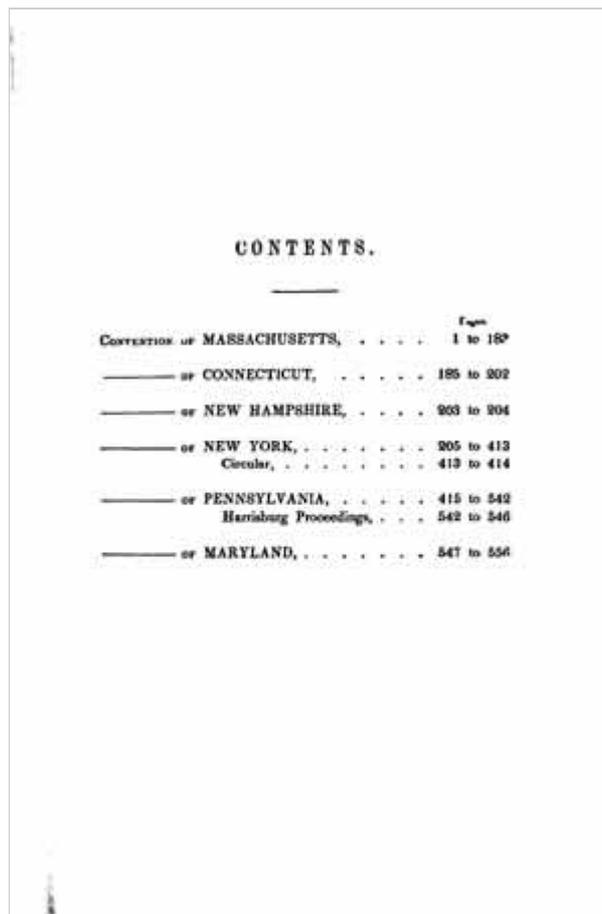 CONTENTS.
Pages
CONVENTION OF MASSACHUSETTS, . . . . 1 to
——— OF CONNECTICUT, . . . . . 185 to 202
——— OF NEW HAMPSHIRE, . . . . 203 to 204
——— OF NEW YORK, . . . . . . . 205 to 413
Circular, . . . . . . . . 413 to 414
——— OF PENNSYLVANIA, . . . . . 415 to 542
Harrisburg Proceedings, . . . 542 to 546
——— OF MARYLAND, . . . . . . . 547 to 556